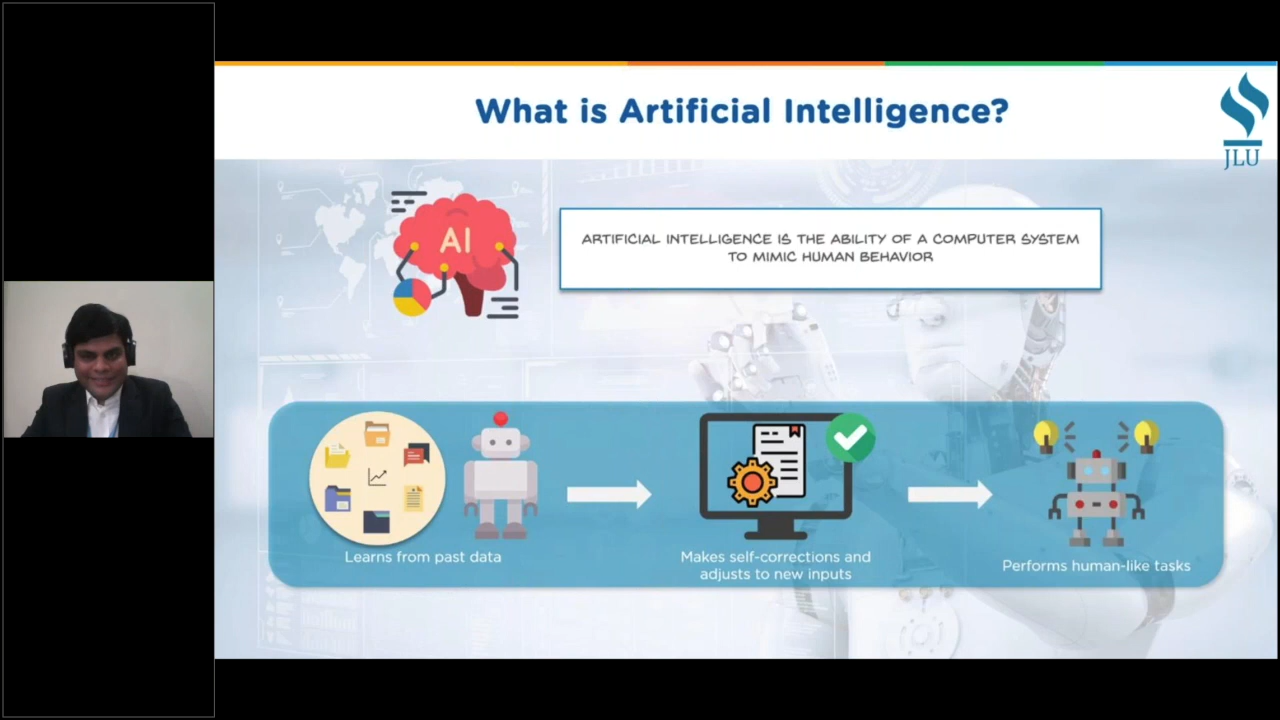 What is Artificial Intelligence?
JLU
AI
ARTIFICIAL INTELLIGENCE IS THE ABILITY OF A COMPUTER SYSTEM
TO MIMIC HUMAN BEHAVIOR
Learns from past data
Makes self-corrections and
adjusts to new inputs
Performs human-like tasks